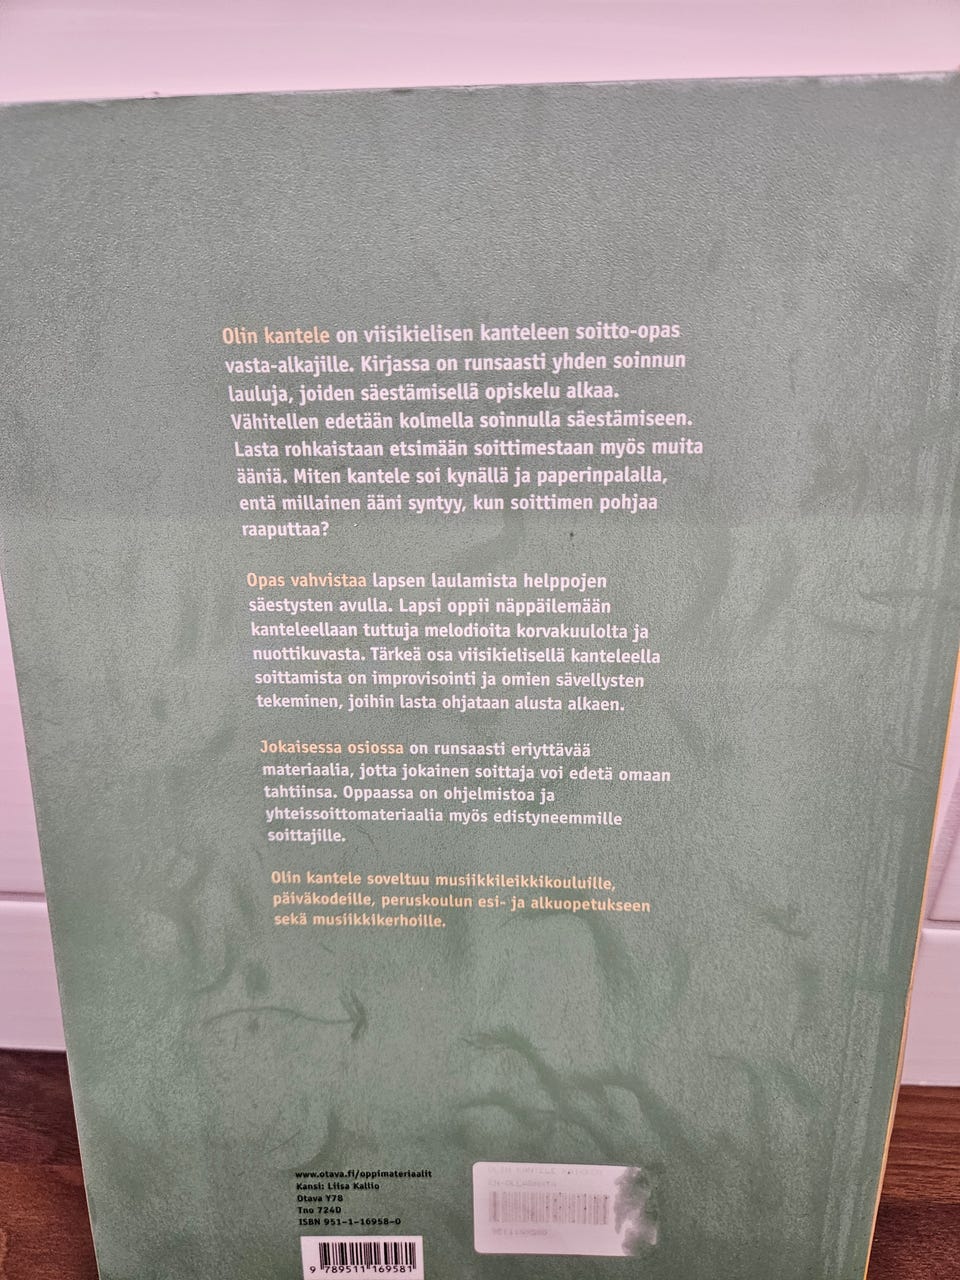 Olin kantele on viisikielisen kanteleen soitto-opas
vasta-alkajille. Kirjassa on runsaasti yhden soinnun
lauluja, joiden säestämisellä opiskelu alkaa.
Vähitellen edetään kolmella soinnulla säestämiseen.
Lasta rohkaistaan etsimään soittimestaan myös muita
ääniä. Miten kantele soi kynällä ja paperinpalalla,
entä millainen ääni syntyy, kun soittimen pohjaa
raaputtaa?
Opas vahvistaa lapsen laulamista helppojen
säestysten avulla. Lapsi oppii näppäilemään
kanteleellaan tuttuja melodioita korvakuulolta ja
nuottikuvasta. Tärkeä osa viisikielisellä kanteleella
soittamista on improvisointi ja omien sävellysten
tekeminen, joihin lasta ohjataan alusta alkaen.
Jokaisessa osiossa on runsaasti eriyttävää
materiaalia, jotta jokainen soittaja voi edetä omaan
tahtiinsa. Oppaassa on ohjelmistoa ja
yhteissoittomateriaalia myös edistyneemmille
soittajille.
Olin kantele soveltuu musiikkileikkikouluille,
päiväkodeille, peruskoulun esi- ja alkuopetukseen
sekä musiikkikerhoille.
www.otava.fi/oppimateriaalit
Kansi: Liisa Kallio
Otava Y78
Tno 724D
ISBN 951-1-16958-0
9 789511 169581
OLIN KANTELE